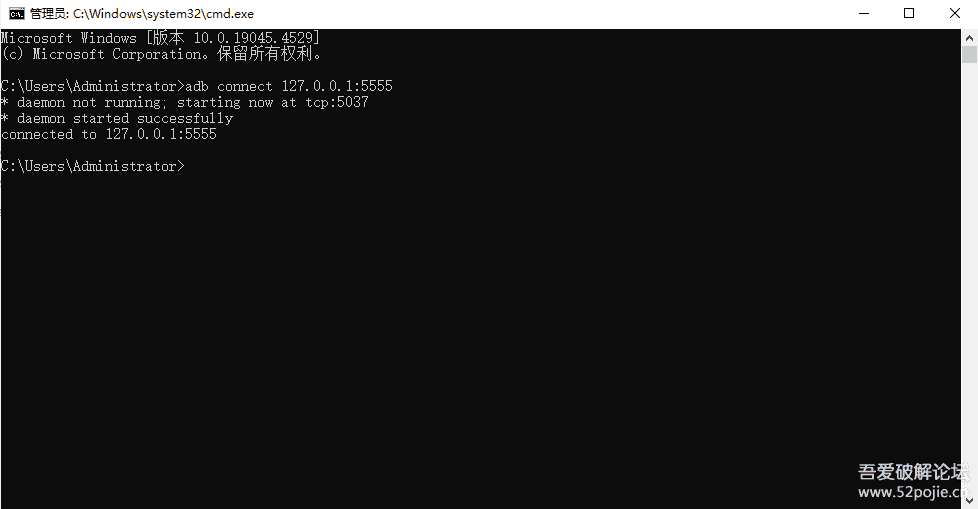 管理员: C:\Windows\system32\cmd.exe
Microsoft Windows [版本 10.0.19045.4529]
(c) Microsoft Corporation。保留所有权利。
C:\Users\Administrator>adb connect 127.0.0.1:5555
* daemon not running; starting now at tcp:5037
* daemon started successfully
connected to 127.0.0.1:5555
C:\Users\Administrator>
吾爱破解论坛
www.52pojie.cn